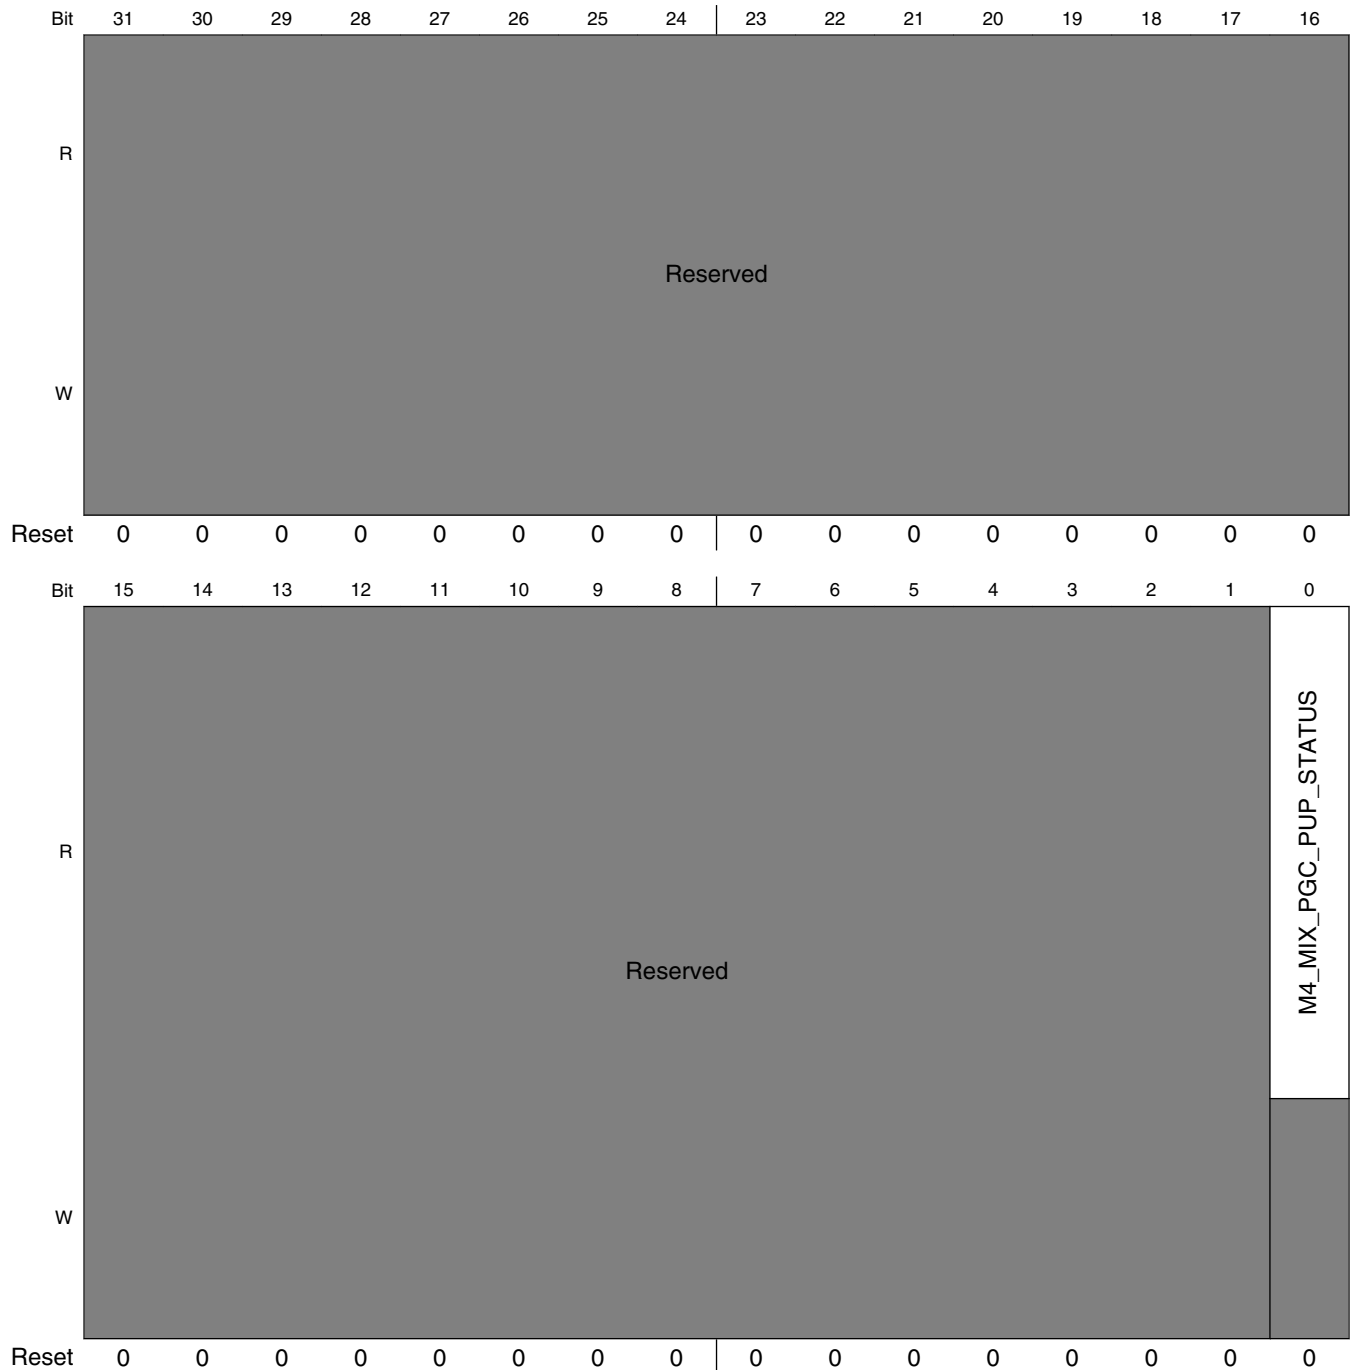 Bit 31 30 29 28 27 26 25 24 23 22 21 20 19 18 17 16
R
Reserved
W
Reset 0 0 0 0 0 0 0 0 0 0 0 0 0 0 0 0
Bit 15 14 13 12 11 10 9 8 7 6 5 4 3 2 1 0
M4_MIX_PGC_PUP_STATUS
R
Reserved
W
Reset 0 0 0 0 0 0 0 0 0 0 0 0 0 0 0 0